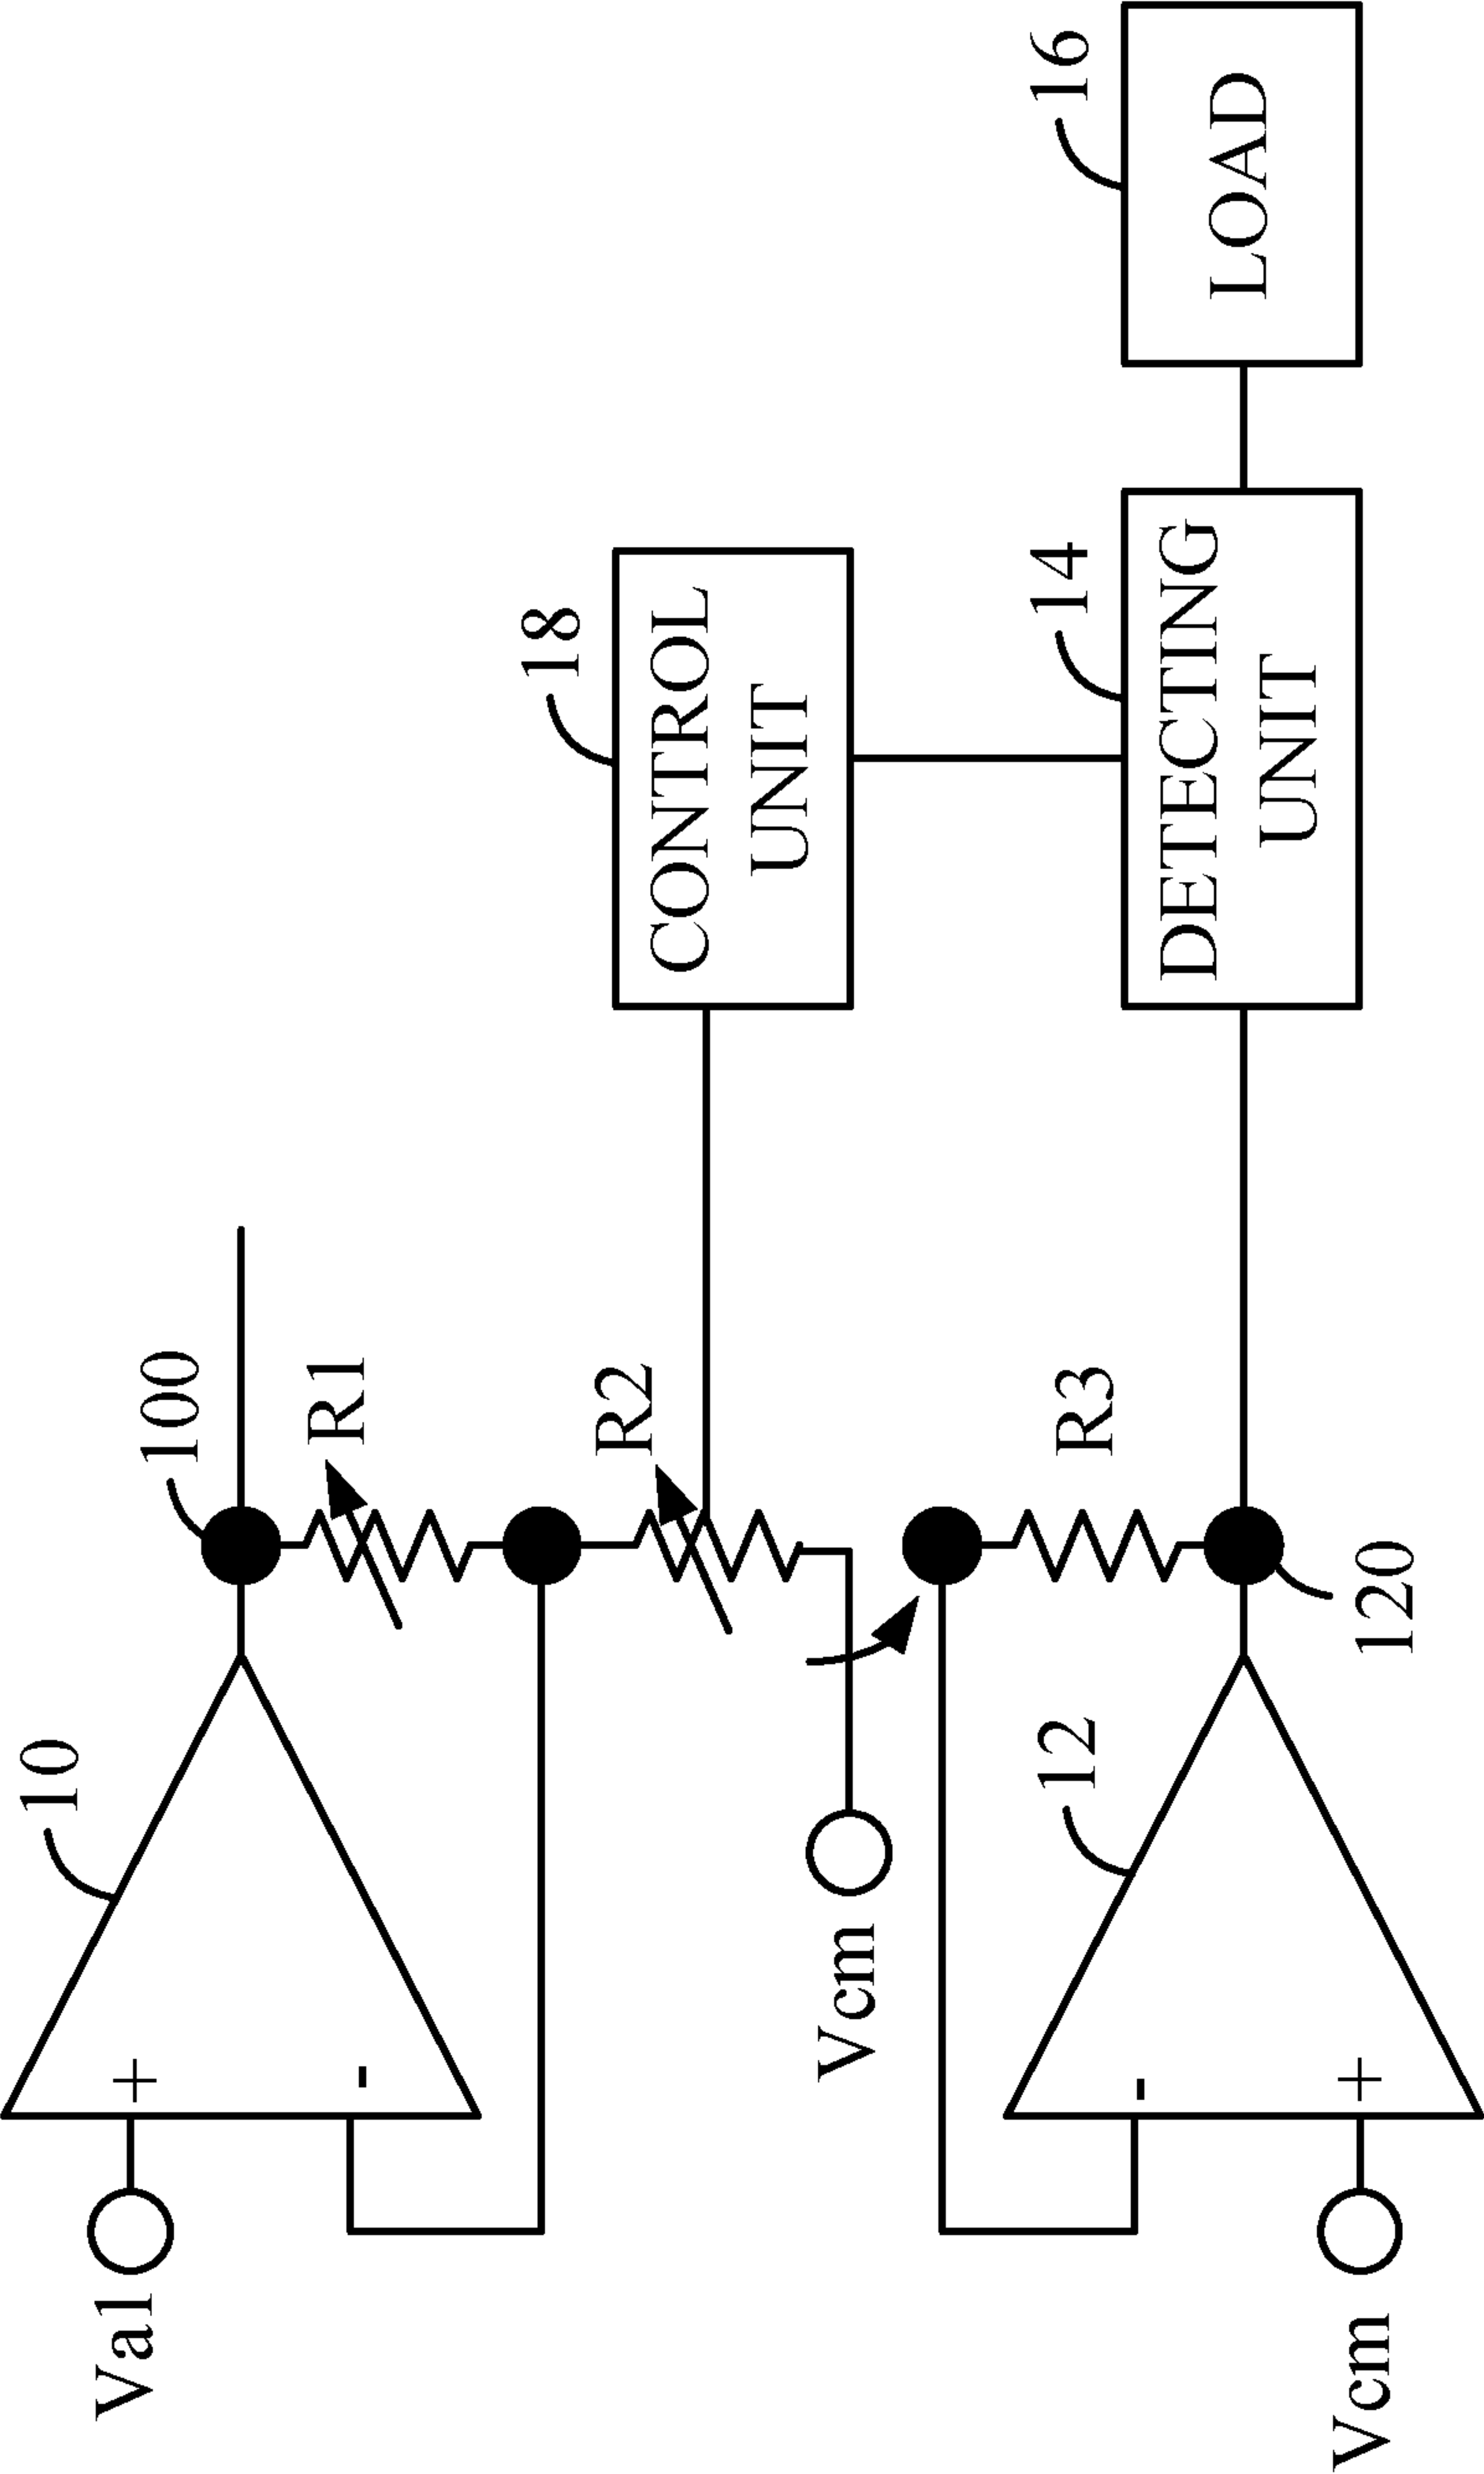 10
100
Va1
+
-
R1
18
CONTROL
UNIT
R2
Vcm
16
12
14
R3
LOAD
-
DETECTING
UNIT
+
Vcm
120